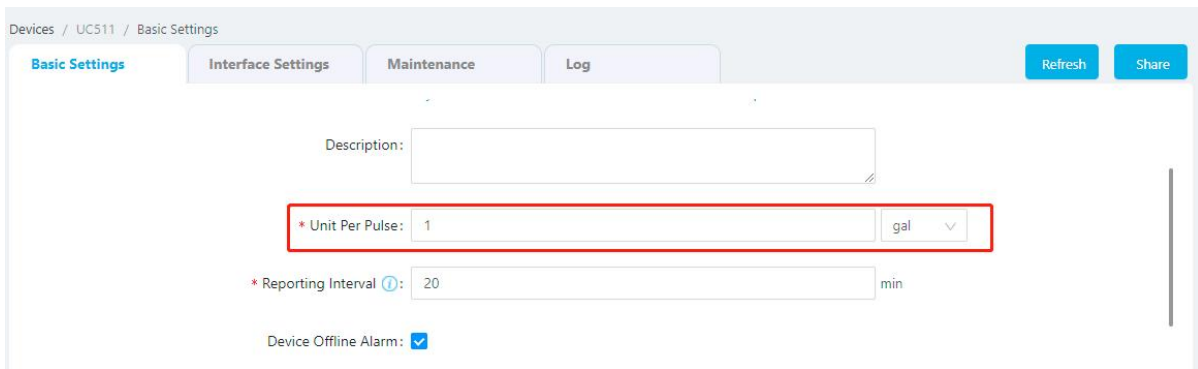 Devices / UC511 / Basic Settings
Basic Settings Interface Settings Maintenance Log Refresh Share
Description:
* Unit Per Pulse: 1 gal
* Reporting Interval i : 20 min
Device Offline Alarm: